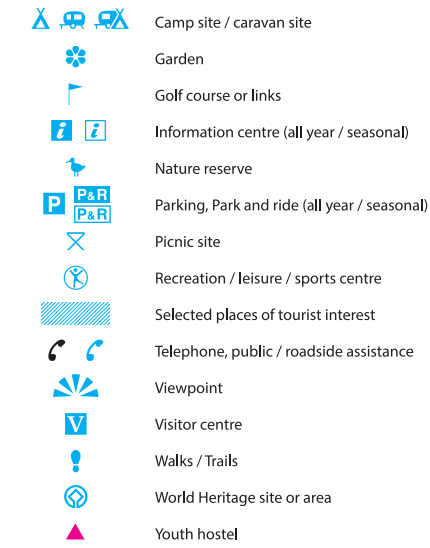 Camp site / caravan site
Garden
Golf course or links
i i Information centre (all year / seasonal)
Nature reserve
P P&R P&R Parking, Park and ride (all year / seasonal)
Picnic site
Recreation / leisure / sports centre
Selected places of tourist interest
Telephone, public / roadside assistance
Viewpoint
V Visitor centre
Walks / Trails
World Heritage site or area
Youth hostel